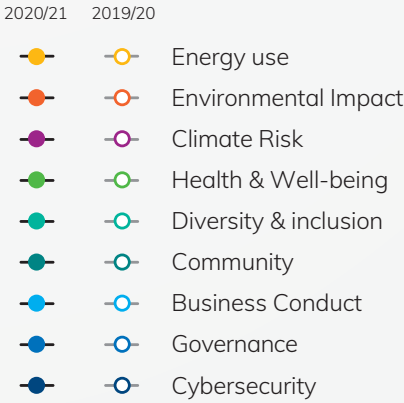 2020/21 2019/20
Energy use
Environmental Impact
Climate Risk
Health & Well-being
Diversity & inclusion
Community
Business Conduct
Governance
Cybersecurity